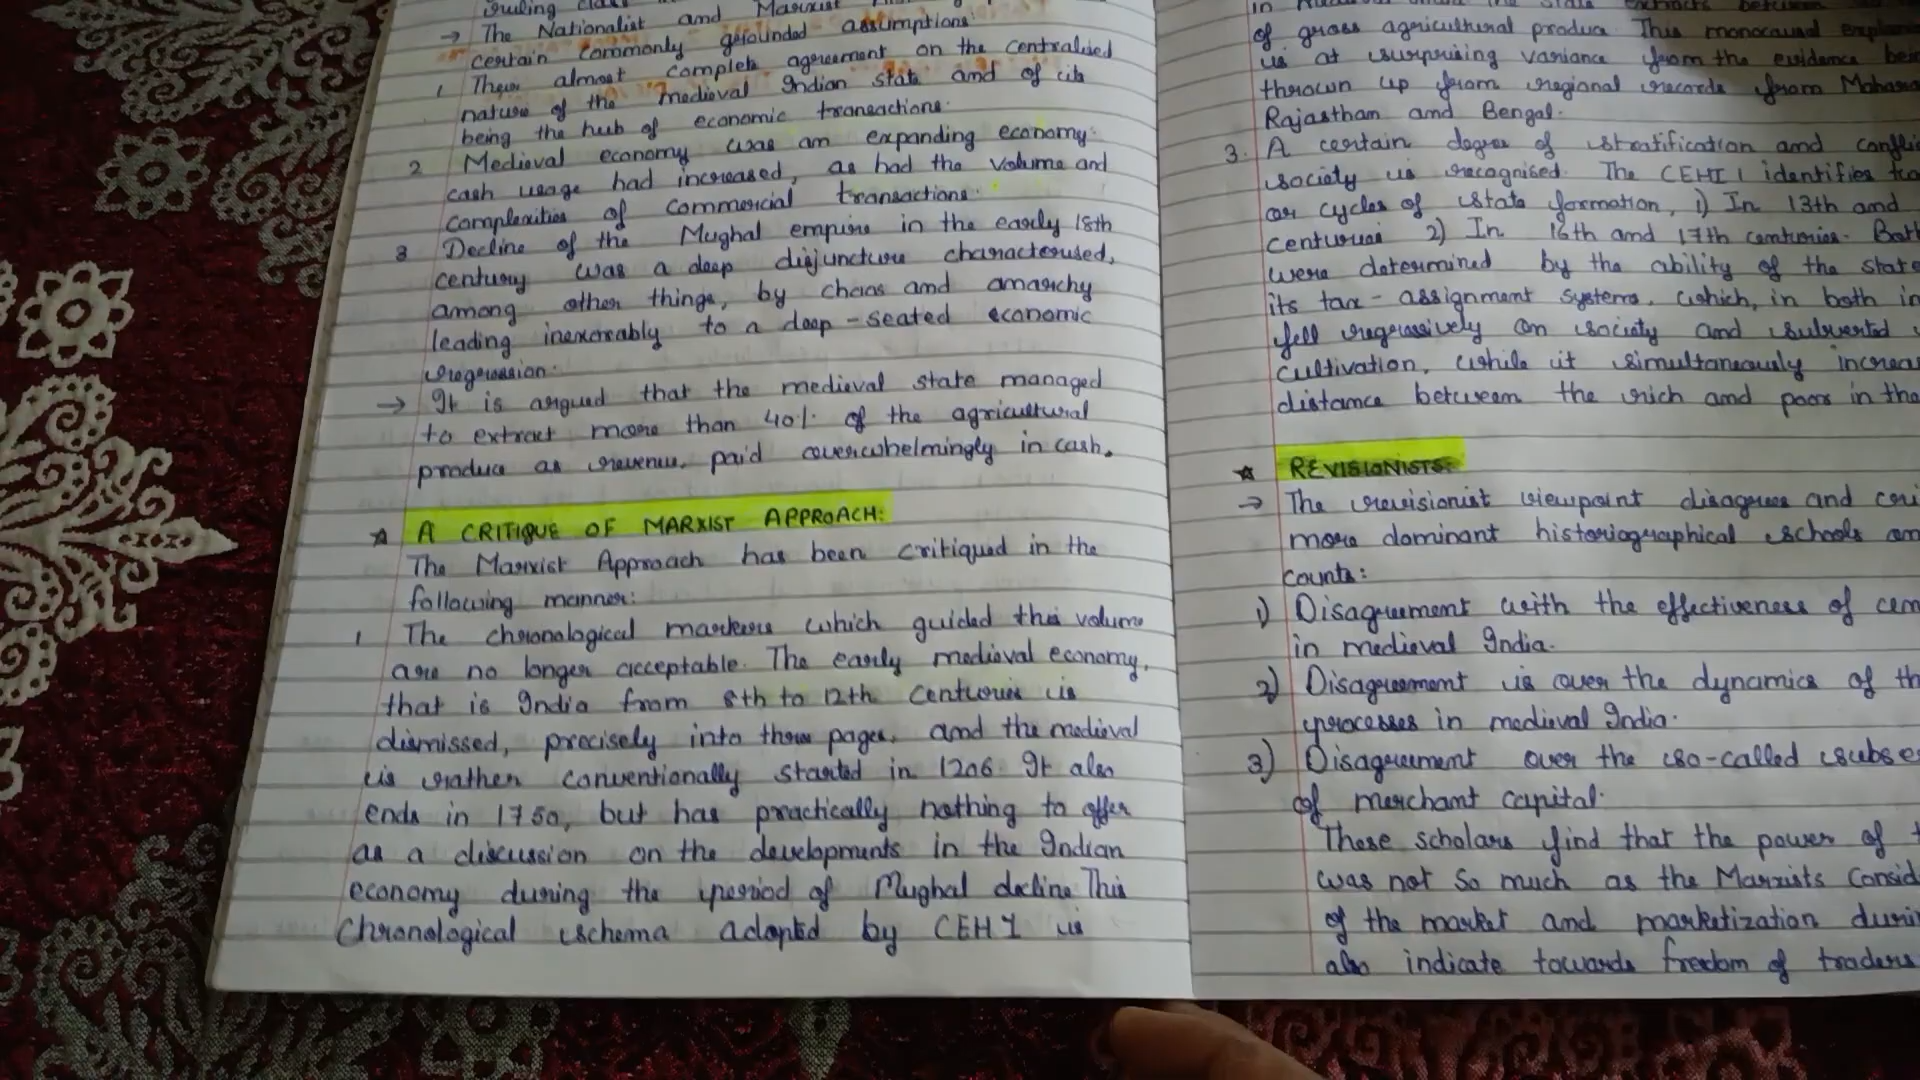 ruling class
→ The Nationalist and Marxist
certain commonly grounded assumptions:
1 There almost complete agreement on the centralised
nature of the medieval Indian state and of its
being the hub of economic transactions.
2 Medieval economy was an expanding economy.
cash usage had increased, as had the volume and
complexities of commercial transactions.
3 Decline of the Mughal empire in the early 18th
century was a deep disjuncture characterised,
among other things, by chaos and anarchy
leading inexorably to a deep-seated economic
regression.
→ It is argued that the medieval state managed
to extract more than 40% of the agricultural
produce as revenue, paid overwhelmingly in cash.
☆ A CRITIQUE OF MARXIST APPROACH:
The Marxist Approach has been critiqued in the
following manner:
1 The chronological markers which guided this volume
are no longer acceptable. The early medieval economy,
that is India from 8th to 12th Centuries is
dismissed, precisely into three pages, and the medieval
is rather conventionally started in 1206. It also
ends in 1750, but has practically nothing to offer
as a discussion on the developments in the Indian
economy during the period of Mughal decline. This
Chronological schema adopted by CEHI is
of gross agricultural produce This monocausal
is at surprising variance from the evidence
thrown up from regional records from
Rajasthan and Bengal.
3. A certain degree of stratification and
society is recognised. The CEHI identifies
or cycles of state formation, 1) In 13th and
Centuries 2) In 16th and 17th centuries. Both
were determined by the ability of the state
its tax-assignment systems, which, in both
fell regressively on society and subverted
cultivation, while it simultaneously
distance between the rich and poor in the
☆ REVISIONISTS:
→ The revisionist viewpoint disagrees and
more dominant historiographical schools on
counts:
1) Disagreement with the effectiveness of
in medieval India.
2) Disagreement is over the dynamics of
processes in medieval India.
3) Disagreement over the so-called
of merchant capital.
These scholars find that the power of
was not so much as the Marxists
of the market and marketization
also indicate towards freedom of traders